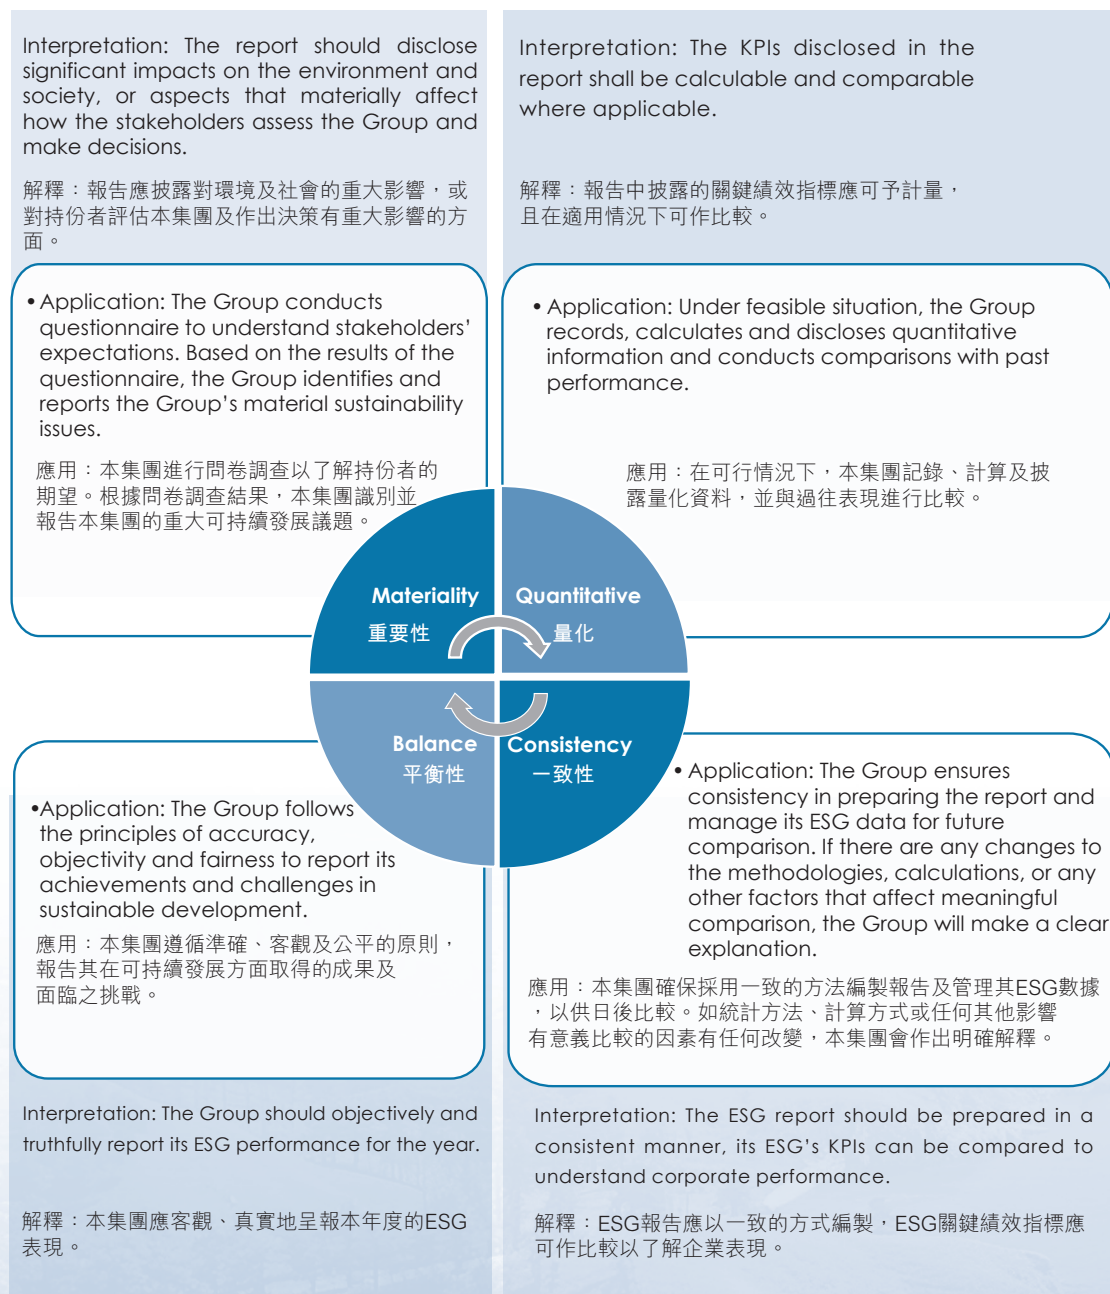 Interpretation: The report should disclose
significant impacts on the environment and
society, or aspects that materially affect
how the stakeholders assess the Group and
make decisions.
解釋：報告應披露對環境及社會的重大影響，或
對持份者評估本集團及作出決策有重大影響的方
面。
•Application: The Group conducts
questionnaire to understand stakeholders’
expectations. Based on the results of the
questionnaire, the Group identifies and
reports the Group’s material sustainability
issues.
應用：本集團進行問卷調查以了解持份者的
期望。根據問卷調查結果，本集團識別並
報告本集團的重大可持續發展議題。
Interpretation: The KPIs disclosed in the
report shall be calculable and comparable
where applicable.
解釋：報告中披露的關鍵績效指標應可予計量，
且在適用情況下可作比較。
•Application: Under feasible situation, the Group
records, calculates and discloses quantitative
information and conducts comparisons with past
performance.
應用：在可行情況下，本集團記錄、計算及披
露量化資料，並與過往表現進行比較。
Materiality
重要性
Quantitative
量化
Balance
平衡性
Consistency
一致性
•Application: The Group follows
the principles of accuracy,
objectivity and fairness to report its
achievements and challenges in
sustainable development.
應用：本集團遵循準確、客觀及公平的原則，
報告其在可持續發展方面取得的成果及
面臨之挑戰。
Interpretation: The Group should objectively and
truthfully report its ESG performance for the year.
解釋：本集團應客觀、真實地呈報本年度的ESG
表現。
•Application: The Group ensures
consistency in preparing the report and
manage its ESG data for future
comparison. If there are any changes to
the methodologies, calculations, or any
other factors that affect meaningful
comparison, the Group will make a clear
explanation.
應用：本集團確保採用一致的方法編製報告及管理其ESG數據
，以供日後比較。如統計方法、計算方式或任何其他影響
有意義比較的因素有任何改變，本集團會作出明確解釋。
Interpretation: The ESG report should be prepared in a
consistent manner, its ESG’s KPIs can be compared to
understand corporate performance.
解釋：ESG報告應以一致的方式編製，ESG關鍵績效指標應
可作比較以了解企業表現。